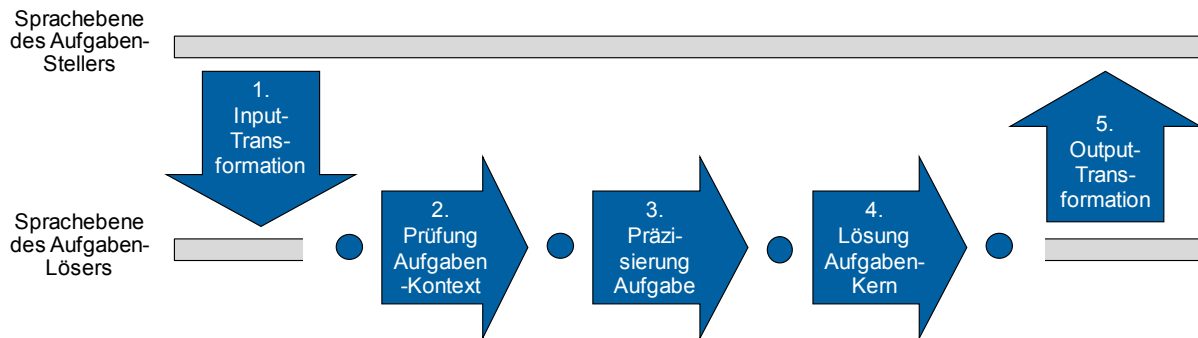 Sprachebene
des Aufgaben-
Stellers
1.
Input-
Trans-
formation
5.
Output-
Trans-
formation
Sprachebene
des Aufgaben-
Lösers
2.
Prüfung
Aufgaben
-Kontext
3.
Präzi-
sierung
Aufgabe
4.
Lösung
Aufgaben-
Kern